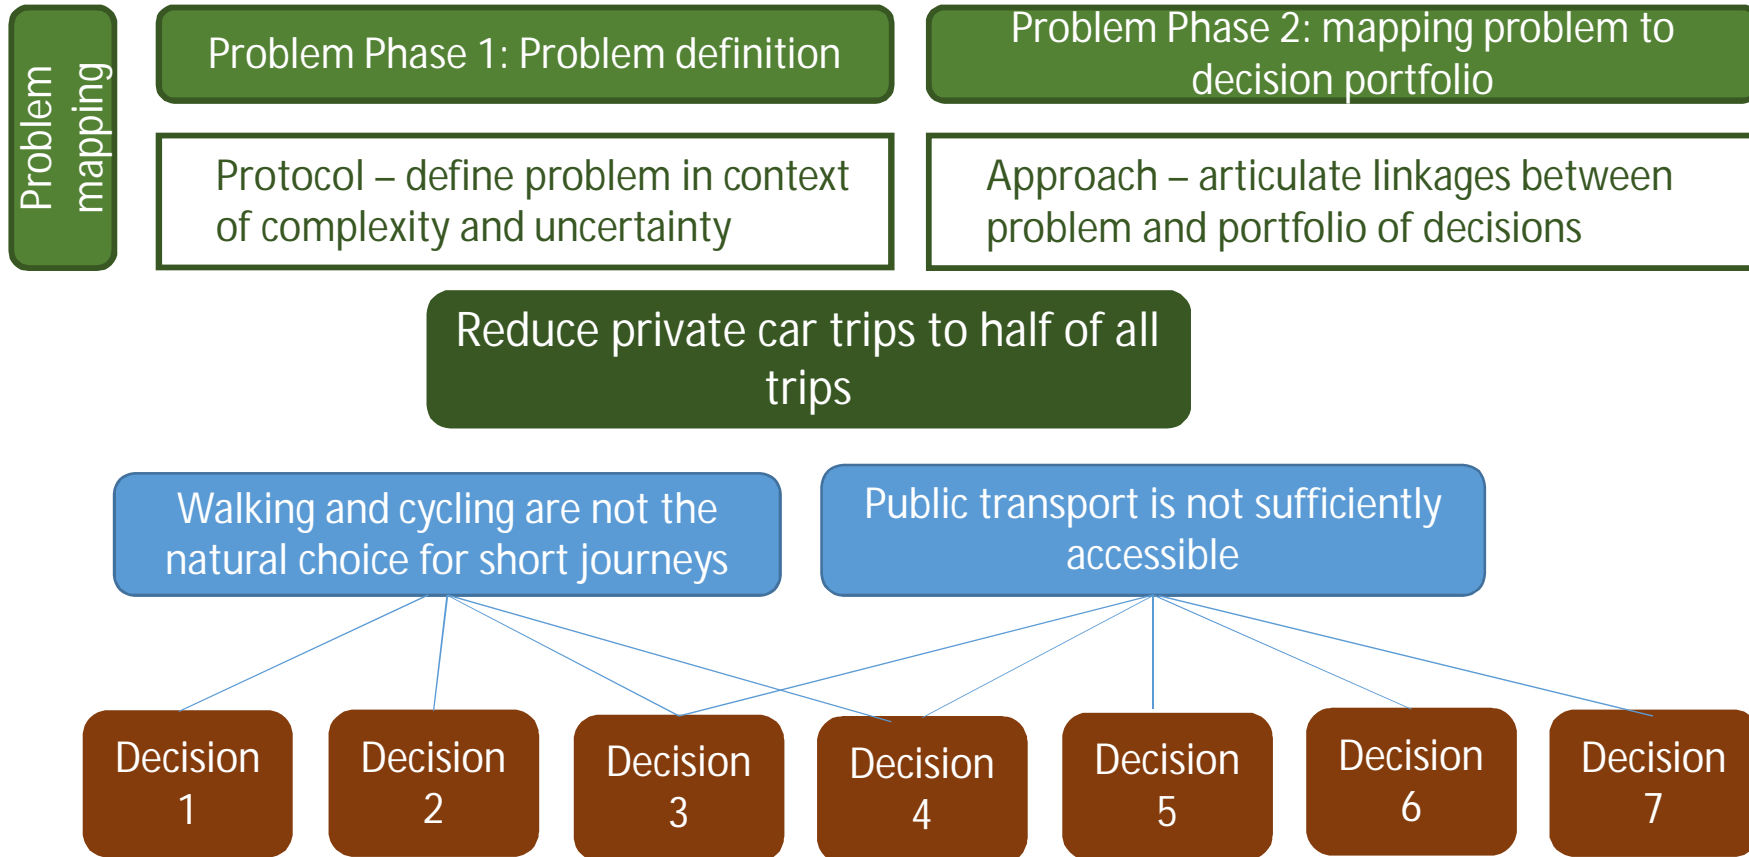 Problem
mapping
Problem Phase 1: Problem definition
Problem Phase 2: mapping problem to
decision portfolio
Protocol – define problem in context
of complexity and uncertainty
Approach – articulate linkages between
problem and portfolio of decisions
Reduce private car trips to half of all
trips
Walking and cycling are not the
natural choice for short journeys
Public transport is not sufficiently
accessible
Decision
1
Decision
2
Decision
3
Decision
4
Decision
5
Decision
6
Decision
7